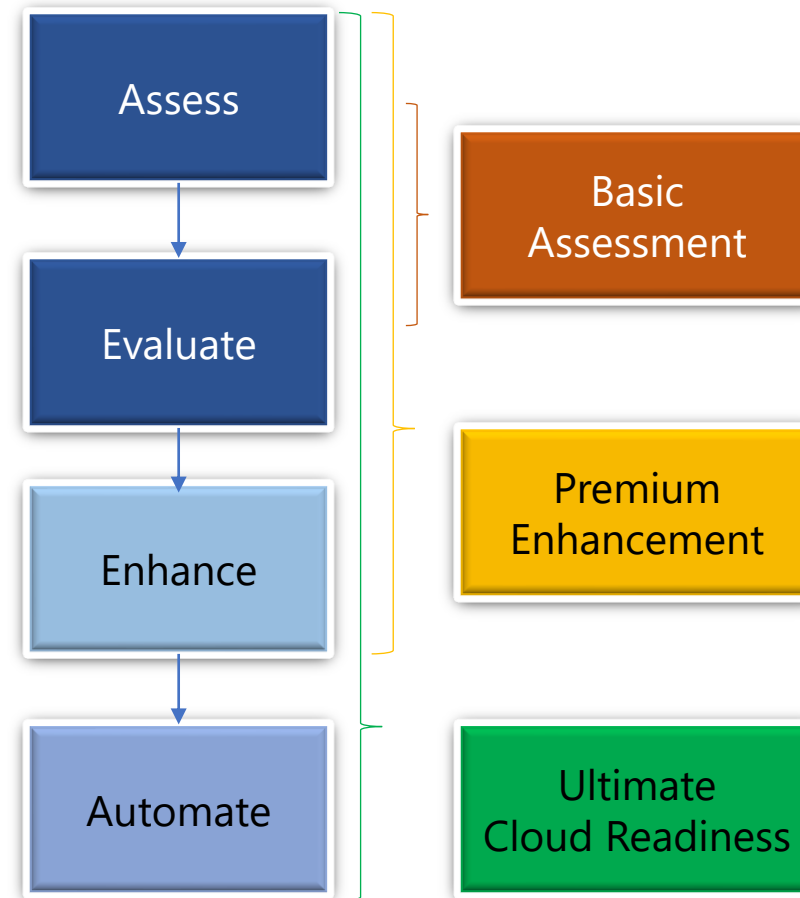 Assess
Evaluate
Enhance
Automate
Basic
Assessment
Premium
Enhancement
Ultimate
Cloud Readiness